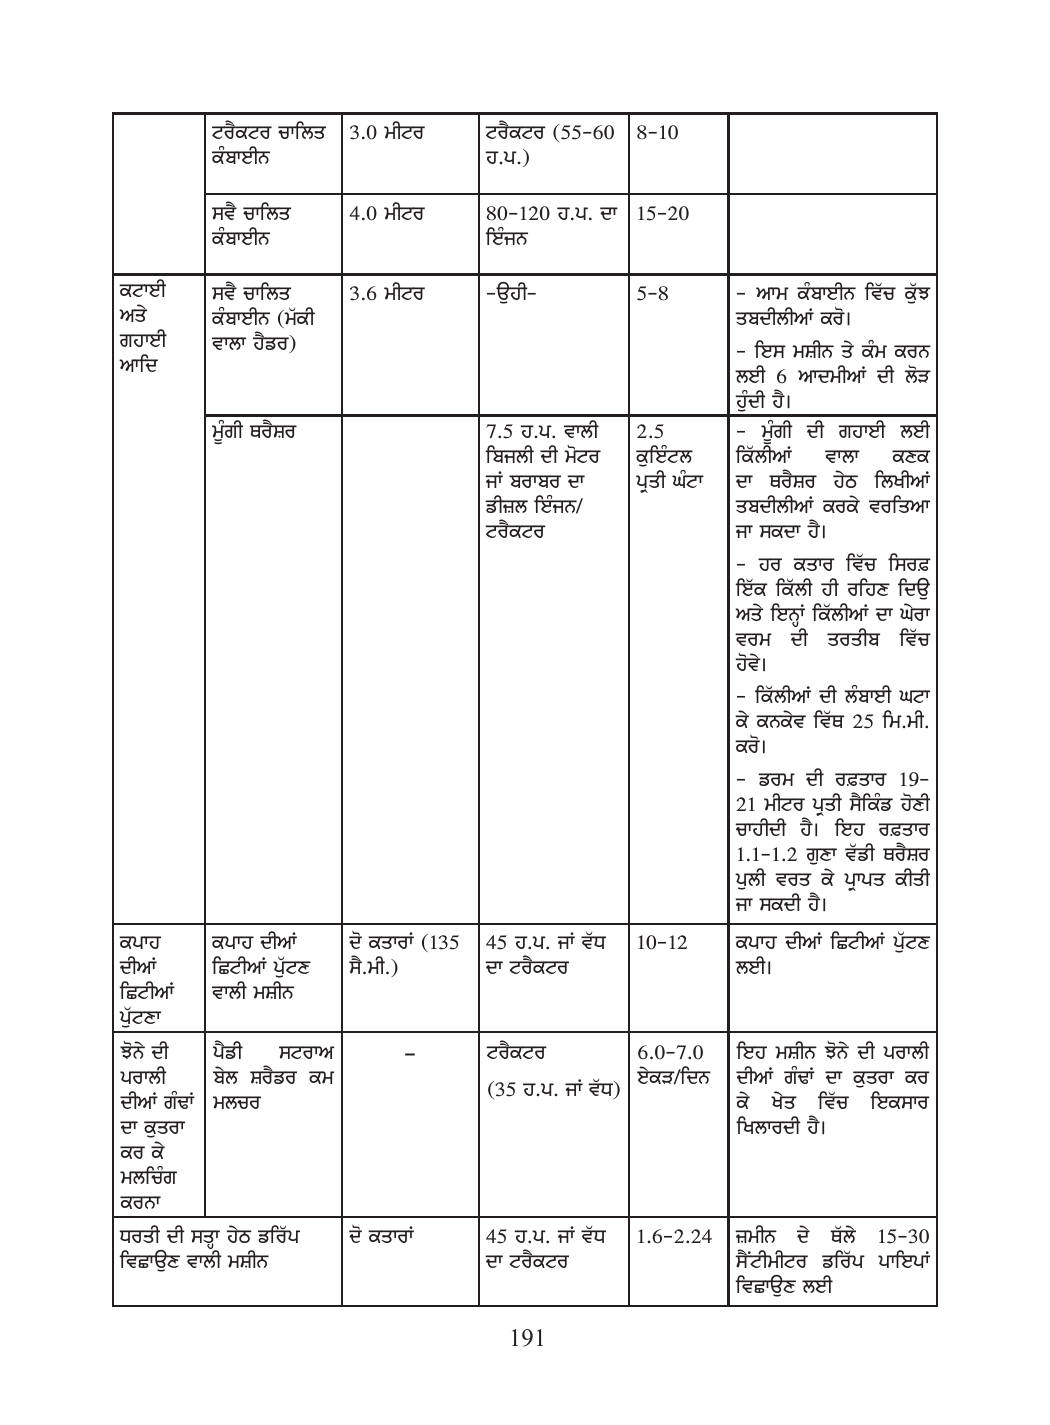 ਟਰੈਕਟਰ ਚਾਲਿਤ
ਕੰਬਾਈਨ
3.0 ਮੀਟਰ
ਟਰੈਕਟਰ (55-60
ਹ.ਪ.)
8-10
ਸਵੈ ਚਾਲਿਤ
ਕੰਬਾਈਨ
4.0 ਮੀਟਰ
80-120 ਹ.ਪ. ਦਾ
ਇੰਜਨ
15-20
ਕਟਾਈ
ਅਤੇ
ਗਹਾਈ
ਆਦਿ
ਸਵੈ ਚਾਲਿਤ
ਕੰਬਾਈਨ (ਮੱਕੀ
ਵਾਲਾ ਹੈਡਰ)
3.6 ਮੀਟਰ
-ਉਹੀ-
5-8
- ਆਮ ਕੰਬਾਈਨ ਵਿੱਚ ਕੁੱਝ
ਤਬਦੀਲੀਆਂ ਕਰੋ।
- ਇਸ ਮਸ਼ੀਨ ਤੇ ਕੰਮ ਕਰਨ
ਲਈ 6 ਆਦਮੀਆਂ ਦੀ ਲੋੜ
ਹੁੰਦੀ ਹੈ।
ਮੂੰਗੀ ਥਰੈਸ਼ਰ
7.5 ਹ.ਪ. ਵਾਲੀ
ਬਿਜਲੀ ਦੀ ਮੋਟਰ
ਜਾਂ ਬਰਾਬਰ ਦਾ
ਡੀਜ਼ਲ ਇੰਜਨ/
ਟਰੈਕਟਰ
2.5
ਕੁਇੰਟਲ
ਪ੍ਰਤੀ ਘੰਟਾ
- ਮੂੰਗੀ ਦੀ ਗਹਾਈ ਲਈ
ਕਿੱਲੀਆਂ ਵਾਲਾ ਕਣਕ
ਦਾ ਥਰੈਸ਼ਰ ਹੇਠ ਲਿਖੀਆਂ
ਤਬਦੀਲੀਆਂ ਕਰਕੇ ਵਰਤਿਆ
ਜਾ ਸਕਦਾ ਹੈ।
- ਹਰ ਕਤਾਰ ਵਿੱਚ ਸਿਰਫ਼
ਇੱਕ ਕਿੱਲੀ ਹੀ ਰਹਿਣ ਦਿਉ
ਅਤੇ ਇਨ੍ਹਾਂ ਕਿੱਲੀਆਂ ਦਾ ਘੇਰਾ
ਵਰਮ ਦੀ ਤਰਤੀਬ ਵਿੱਚ
ਹੋਵੇ।
- ਕਿੱਲੀਆਂ ਦੀ ਲੰਬਾਈ ਘਟਾ
ਕੇ ਕਨਕੇਵ ਵਿੱਥ 25 ਮਿ.ਮੀ.
ਕਰੋ।
- ਡਰਮ ਦੀ ਰਫ਼ਤਾਰ 19-
21 ਮੀਟਰ ਪ੍ਰਤੀ ਸੈਕਿੰਡ ਹੋਣੀ
ਚਾਹੀਦੀ ਹੈ। ਇਹ ਰਫ਼ਤਾਰ
1.1-1.2 ਗੁਣਾ ਵੱਡੀ ਥਰੈਸ਼ਰ
ਪੁਲੀ ਵਰਤ ਕੇ ਪ੍ਰਾਪਤ ਕੀਤੀ
ਜਾ ਸਕਦੀ ਹੈ।
ਕਪਾਹ
ਦੀਆਂ
ਛਿਟੀਆਂ
ਪੁੱਟਣਾ
ਕਪਾਹ ਦੀਆਂ
ਛਿਟੀਆਂ ਪੁੱਟਣ
ਵਾਲੀ ਮਸ਼ੀਨ
ਦੋ ਕਤਾਰਾਂ (135
ਸੈ.ਮੀ.)
45 ਹ.ਪ. ਜਾਂ ਵੱਧ
ਦਾ ਟਰੈਕਟਰ
10-12
ਕਪਾਹ ਦੀਆਂ ਛਿਟੀਆਂ ਪੁੱਟਣ
ਲਈ।
ਝੋਨੇ ਦੀ
ਪਰਾਲੀ
ਦੀਆਂ ਗੰਢਾਂ
ਦਾ ਕੁਤਰਾ
ਕਰ ਕੇ
ਮਲਚਿੰਗ
ਕਰਨਾ
ਪੈਡੀ ਸਟਰਾਅ
ਬੇਲ ਸ਼ਰੈਡਰ ਕਮ
ਮਲਚਰ
–
ਟਰੈਕਟਰ
(35 ਹ.ਪ. ਜਾਂ ਵੱਧ)
6.0-7.0
ਏਕੜ/ਦਿਨ
ਇਹ ਮਸ਼ੀਨ ਝੋਨੇ ਦੀ ਪਰਾਲੀ
ਦੀਆਂ ਗੰਢਾਂ ਦਾ ਕੁਤਰਾ ਕਰ
ਕੇ ਖੇਤ ਵਿੱਚ ਇਕਸਾਰ
ਖਿਲਾਰਦੀ ਹੈ।
ਧਰਤੀ ਦੀ ਸਤ੍ਹਾ ਹੇਠ ਡਰਿੱਪ
ਵਿਛਾਉਣ ਵਾਲੀ ਮਸ਼ੀਨ
ਦੋ ਕਤਾਰਾਂ
45 ਹ.ਪ. ਜਾਂ ਵੱਧ
ਦਾ ਟਰੈਕਟਰ
1.6-2.24
ਜ਼ਮੀਨ ਦੇ ਥੱਲੇ 15-30
ਸੈਂਟੀਮੀਟਰ ਡਰਿੱਪ ਪਾਇਪਾਂ
ਵਿਛਾਉਣ ਲਈ
191